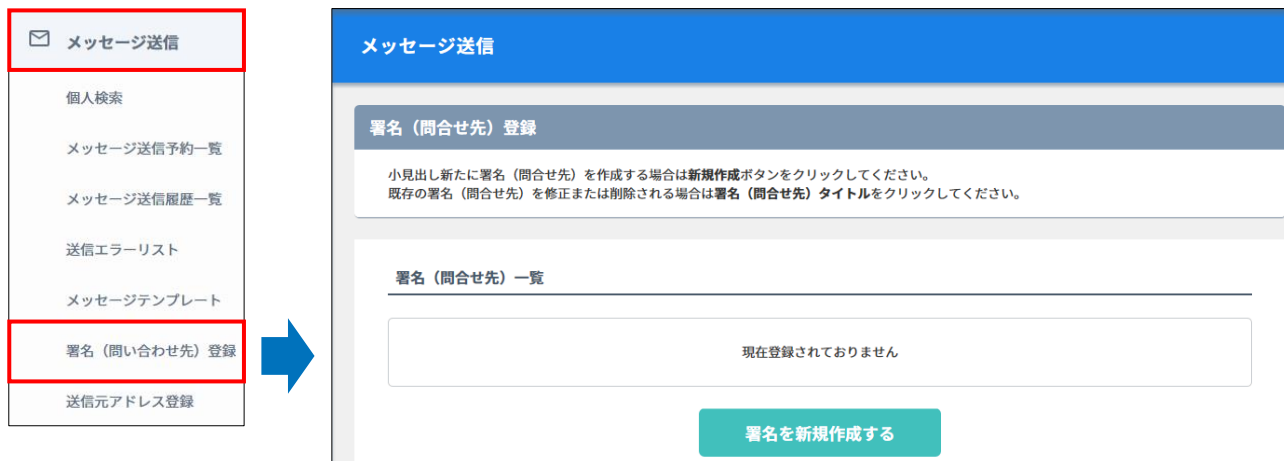 メッセージ送信
個人検索
メッセージ送信予約一覧
メッセージ送信履歴一覧
送信エラーリスト
メッセージテンプレート
署名（問い合わせ先）登録
送信元アドレス登録
メッセージ送信
署名（問合せ先）登録
小見出し新たに署名（問合せ先）を作成する場合は新規作成ボタンをクリックしてください。
既存の署名（問合せ先）を修正または削除される場合は署名（問合せ先）タイトルをクリックしてください。
署名（問合せ先）一覧
現在登録されておりません
署名を新規作成する